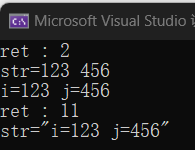 Microsoft Visual Studio
ret : 2
str=123 456
i=123 j=456
ret : 11
str="i=123 j=456"